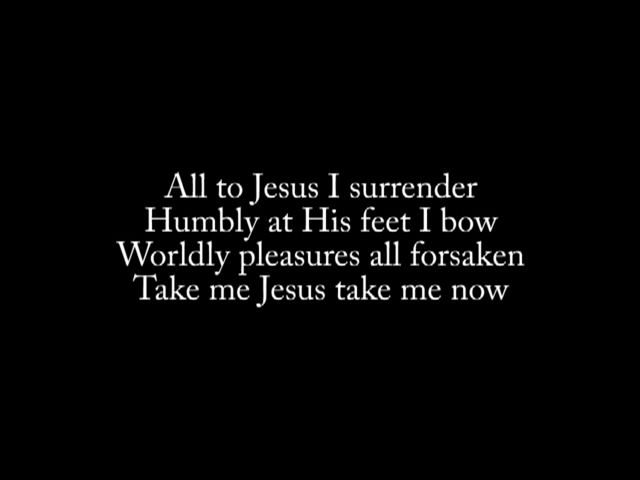 All to Jesus I surrender
Humbly at His feet I bow
Worldly pleasures all forsaken
Take me Jesus take me now